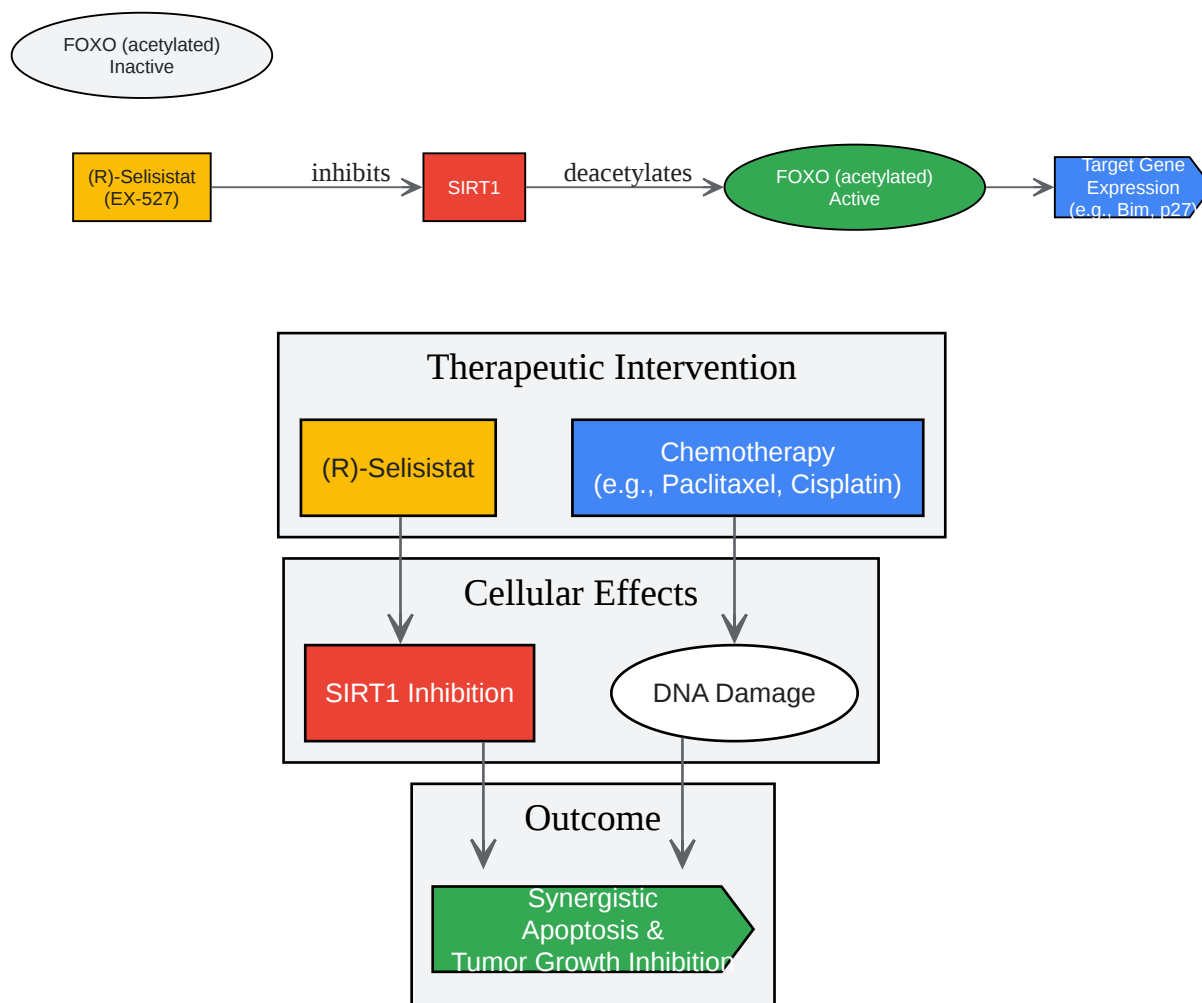 FOXO (acetylated)
Inactive
(R)-Selisistat
(EX-527)
inhibits
SIRT1
deacetylates
FOXO (acetylated)
Active
Target Gene
Expression
(e.g., Bim, p27)
Therapeutic Intervention
(R)-Selisistat
Chemotherapy
(e.g., Paclitaxel, Cisplatin)
Cellular Effects
SIRT1 Inhibition
DNA Damage
Outcome
Synergistic
Apoptosis &
Tumor Growth Inhibition